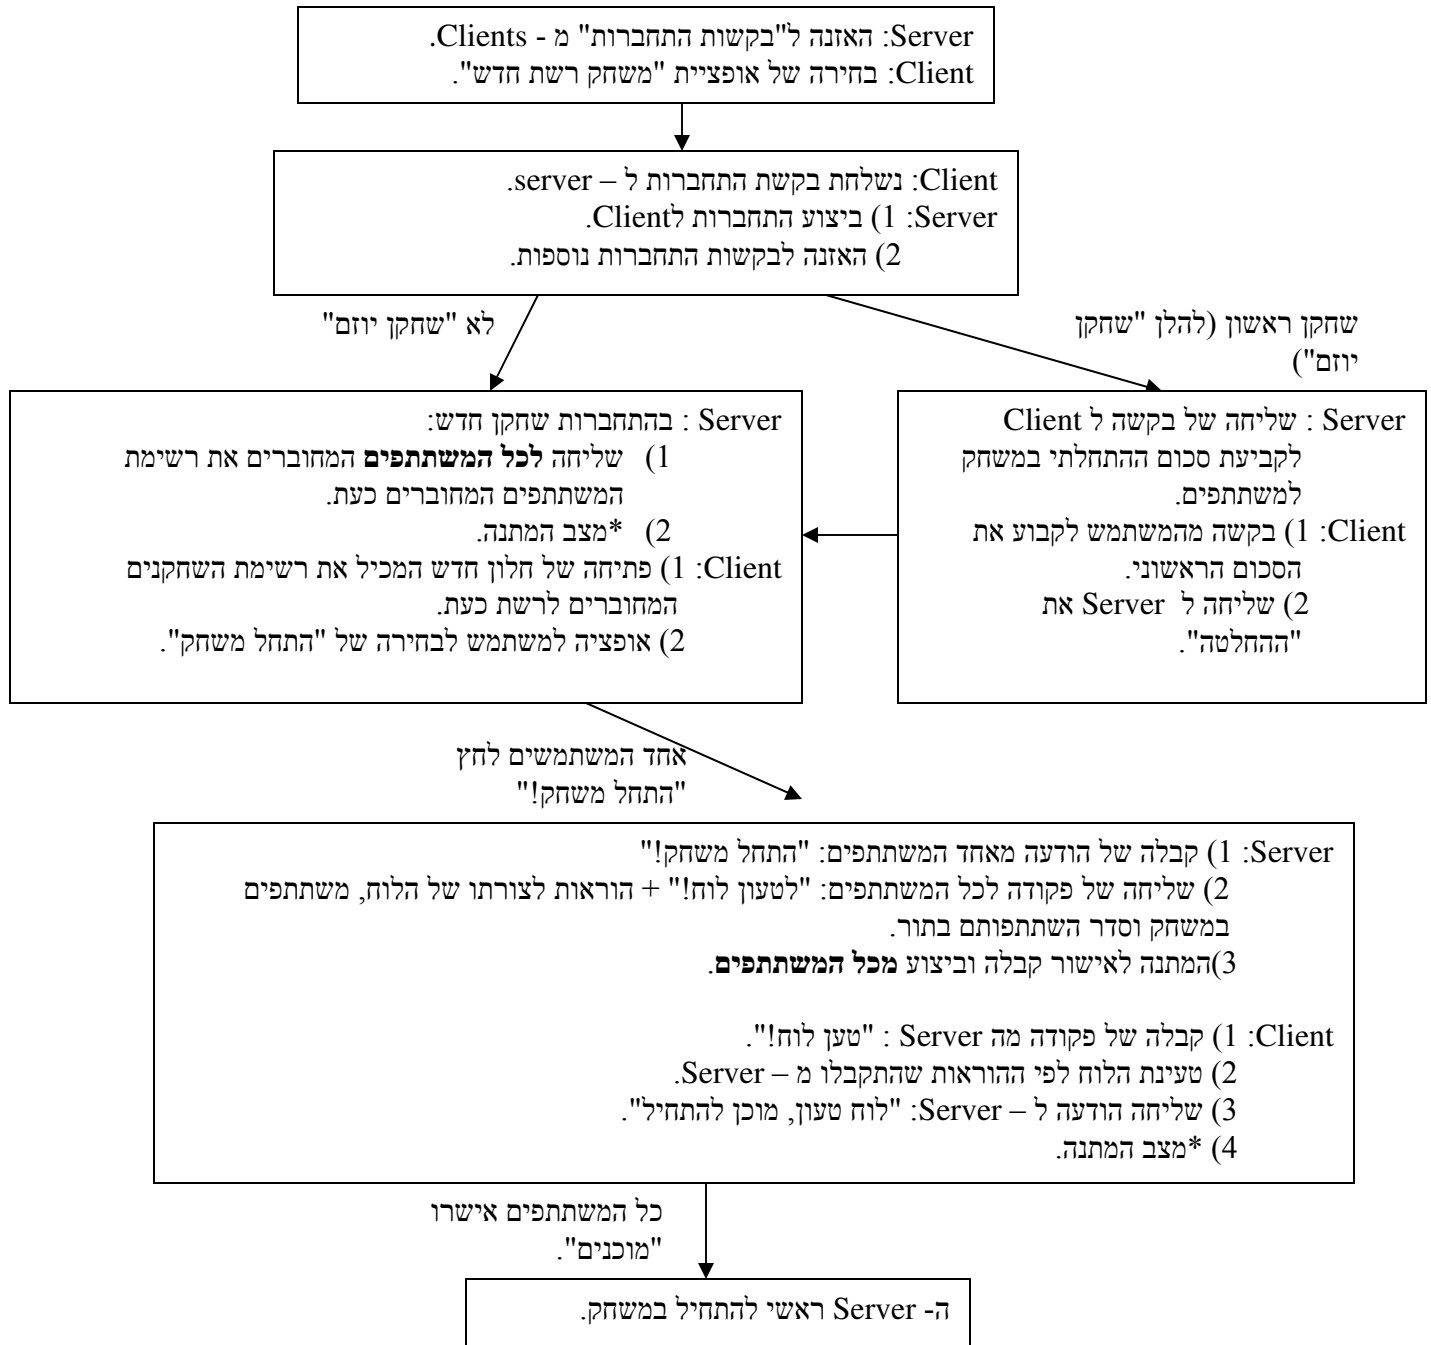 Server: האזנה ל"בקשות התחברות" מ - Clients.
Client: בחירה של אופציית "משחק רשת חדש".
Client: נשלחת בקשת התחברות ל – server.
Server: 1) ביצוע התחברות לClient.
2) האזנה לבקשות התחברות נוספות.
שחקן ראשון (להלן "שחקן
יוזם")
לא "שחקן יוזם"
Server : שליחה של בקשה ל Client
לקביעת סכום ההתחלתי במשחק
למשתתפים.
Client: 1) בקשה מהמשתמש לקבוע את
הסכום הראשוני.
2) שליחה ל Server את
"ההחלטה".
Server : בהתחברות שחקן חדש:
1) שליחה לכל המשתתפים המחוברים את רשימת
המשתתפים המחוברים כעת.
2) *מצב המתנה.
Client: 1) פתיחה של חלון חדש המכיל את רשימת השחקנים
המחוברים לרשת כעת.
2) אופציה למשתמש לבחירה של "התחל משחק".
אחד המשתמשים לחץ
"התחל משחק!"
Server: 1) קבלה של הודעה מאחד המשתתפים: "התחל משחק!"
2) שליחה של פקודה לכל המשתתפים: "לטעון לוח!" + הוראות לצורתו של הלוח, משתתפים
במשחק וסדר השתתפותם בתור.
3)המתנה לאישור קבלה וביצוע מכל המשתתפים.
Client: 1) קבלה של פקודה מה Server : "טען לוח!".
2) טעינת הלוח לפי ההוראות שהתקבלו מ – Server.
3) שליחה הודעה ל – Server: "לוח טעון, מוכן להתחיל".
4) *מצב המתנה.
כל המשתתפים אישרו
"מוכנים".
ה- Server ראשי להתחיל במשחק.